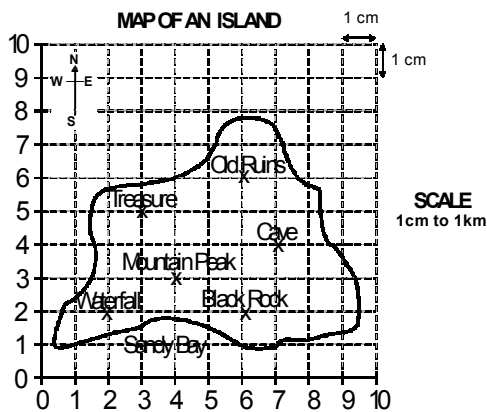 MAP OF AN ISLAND
1 cm
10
1 cm
N
9
W E
S
8
7
Old Ruins
6
Treasure
SCALE
5
1cm to 1km
Cave
4
Mountain Peak
3
Waterfall
Black Rock
2
Sandy Bay
1
0
0 1 2 3 4 5 6 7 8 9 10